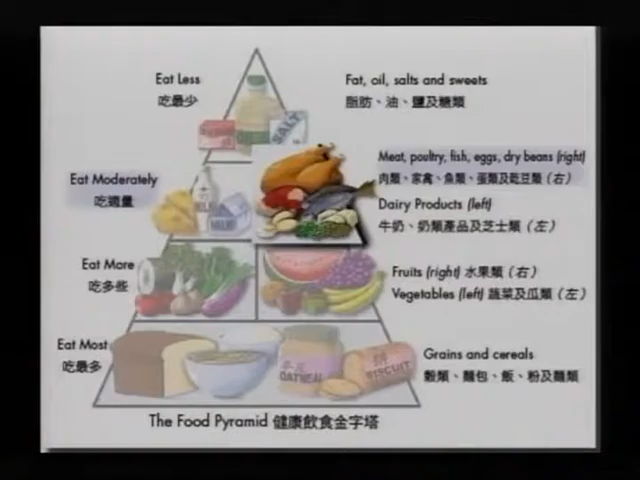 Eat Less
吃最少
Fat, oil, salts and sweets
脂肪、油、鹽及糖類
SALT
Eat Moderately
吃適量
Meat, poultry, fish, eggs, dry beans (right)
肉類、家禽、魚類、蛋類及乾豆類（右）
Dairy Products (left)
牛奶、奶類產品及芝士類（左）
MILK
Eat More
吃多些
Fruits (right) 水果類（右）
Vegetables (left) 蔬菜及瓜類（左）
Eat Most
吃最多
Grains and cereals
穀類、麵包、飯、粉及麵類
OATMEAL
BISCUIT
The Food Pyramid 健康飲食金字塔